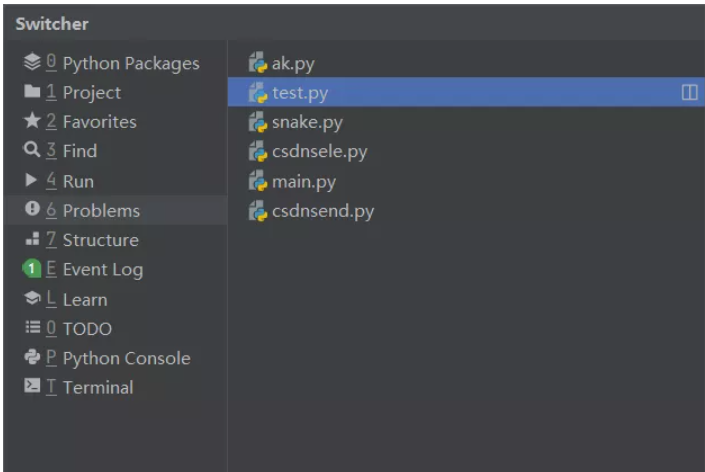 Switcher
0 Python Packages
1 Project
2 Favorites
3 Find
4 Run
6 Problems
7 Structure
1 E Event Log
L Learn
0 TODO
P Python Console
T Terminal
ak.py
test.py
snake.py
csdnsele.py
main.py
csdnsend.py